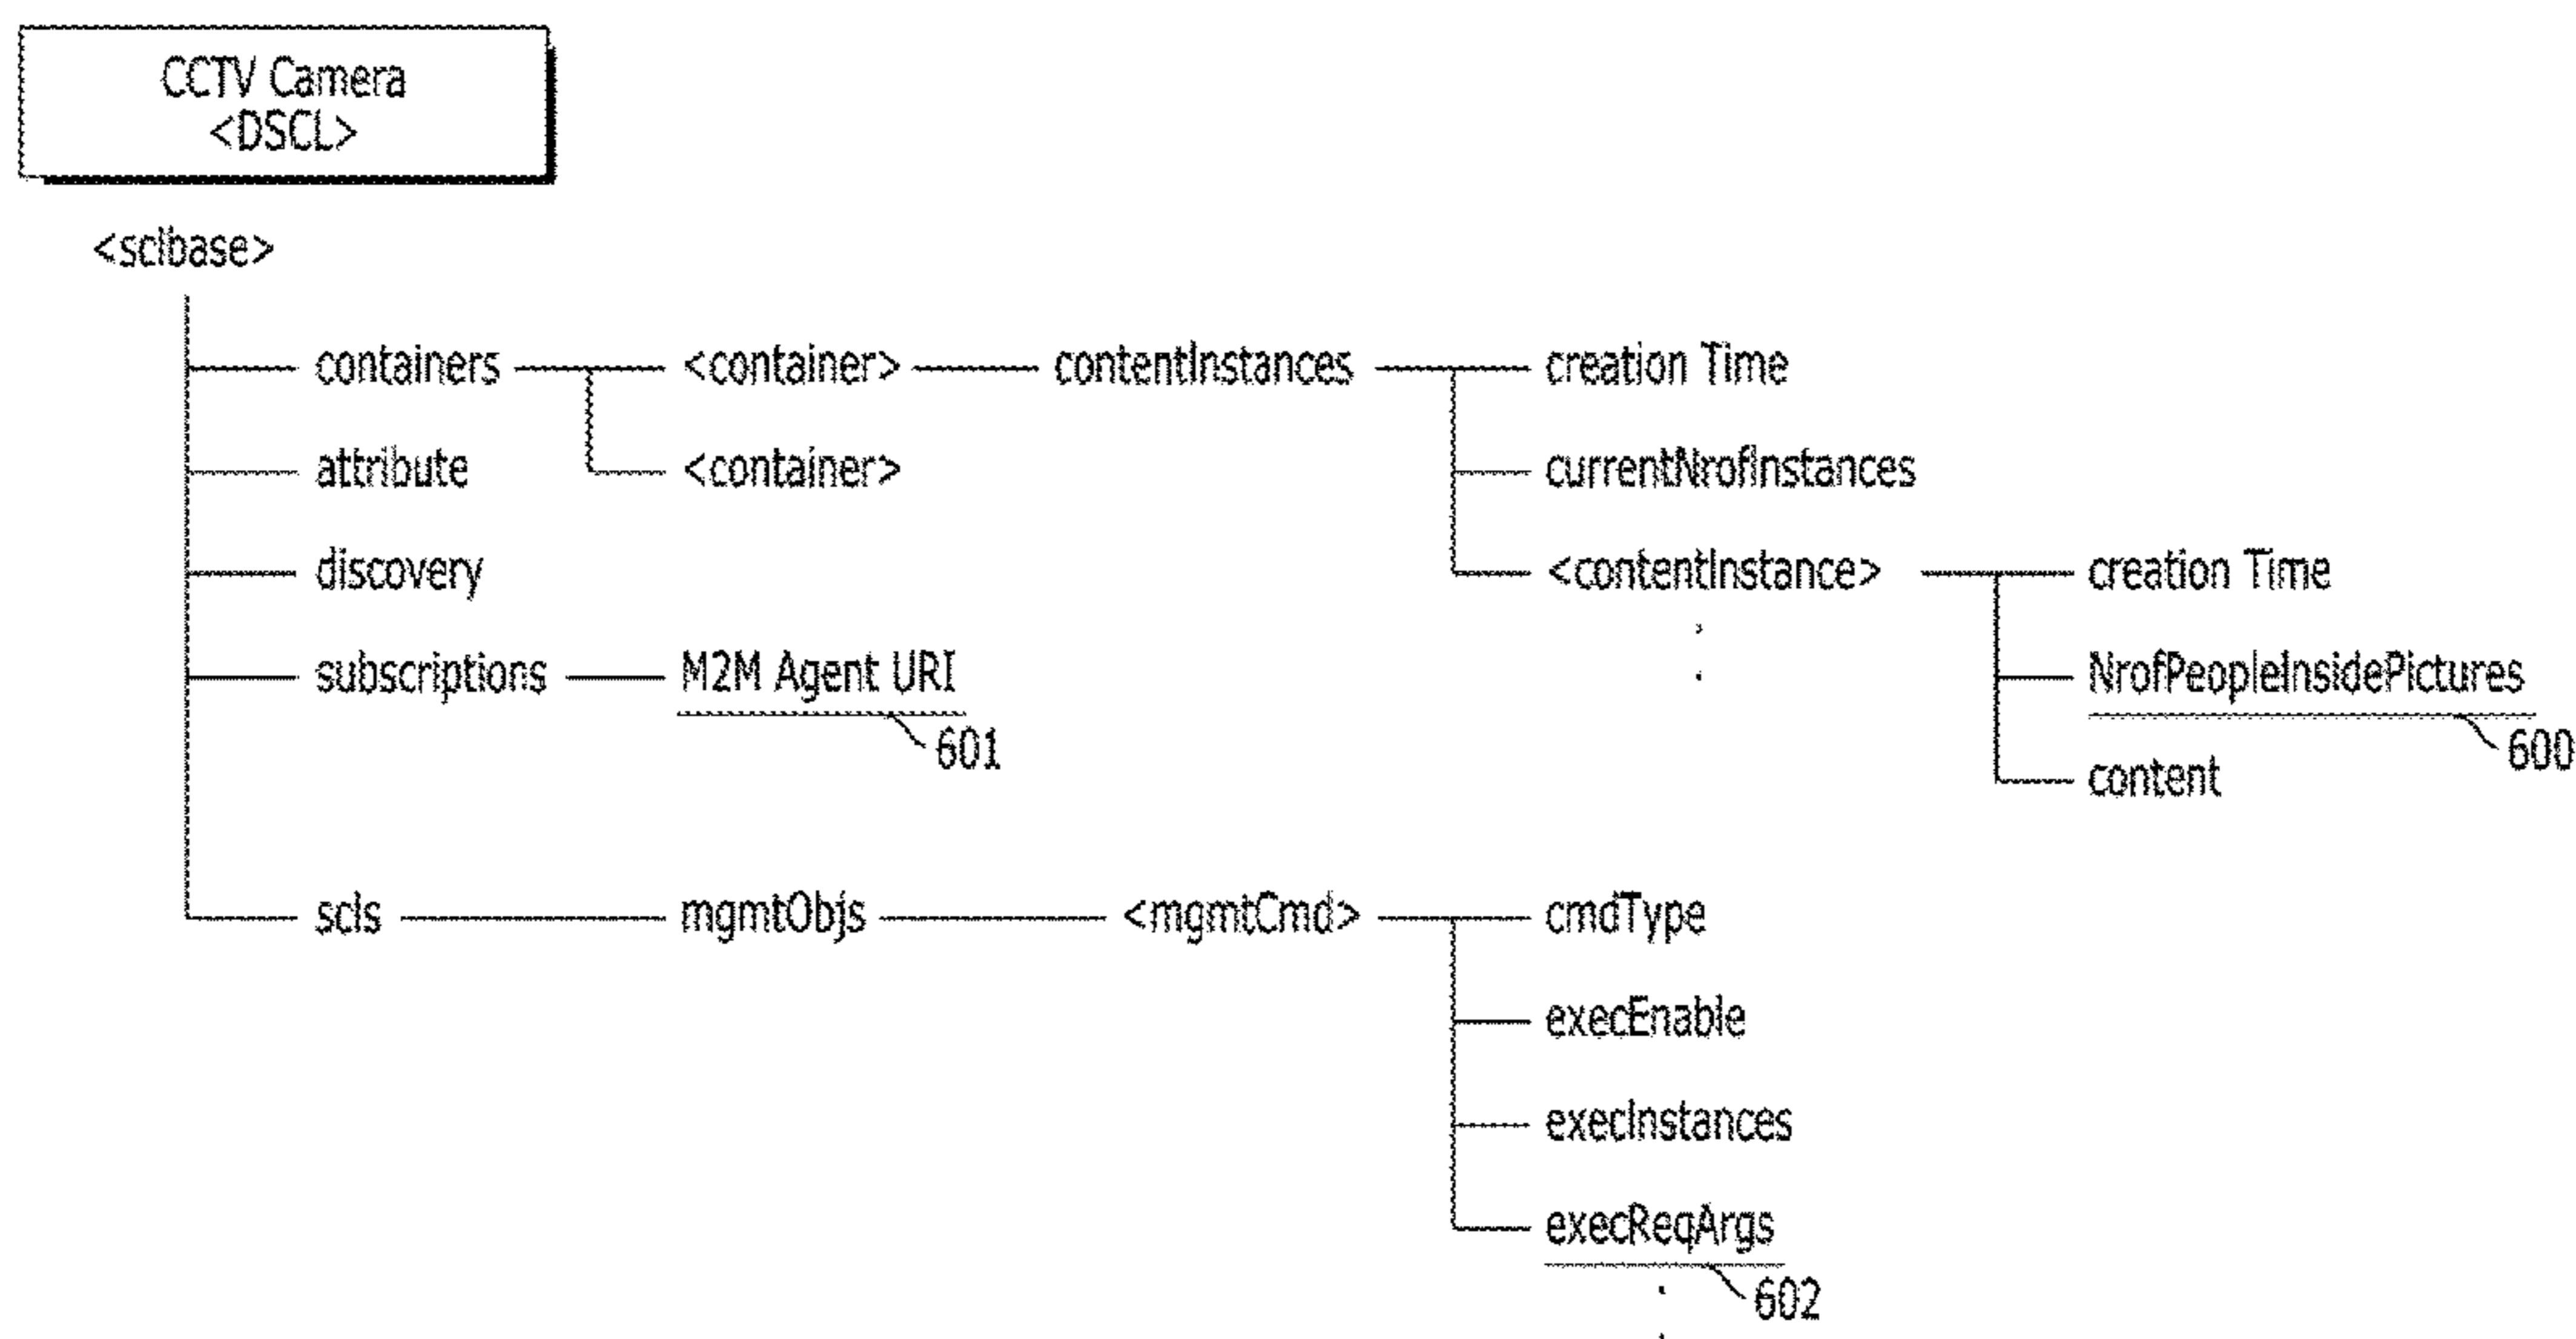 CCTV Camera
<DSCL>
<sclbase>
containers <container> contentInstances creation Time
attribute <container> currentNrofInstances
discovery <contentInstance> creation Time
subscriptions M2M Agent URI NrofPeopleInsidePictures
601 600
content
scls mgmtObjs <mgmtCmd> cmdType
execEnable
execInstances
execReqArgs
602